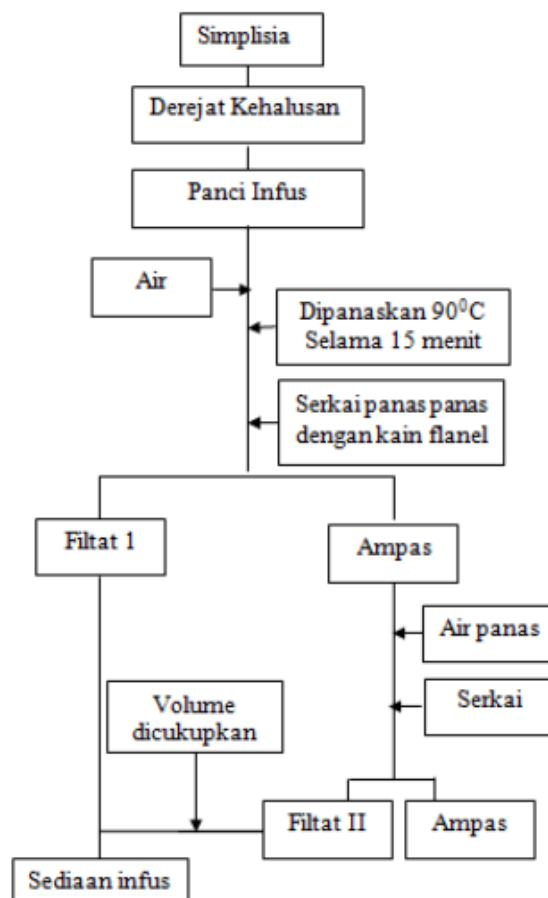 Simplisia
Derejat Kehalusan
Panci Infus
Air
Dipanaskan 90⁰C
Selama 15 menit
Serkai panas panas
dengan kain flanel
Filtat 1
Ampas
Air panas
Serkai
Volume
dicukupkan
Filtat II
Ampas
Sediaan infus